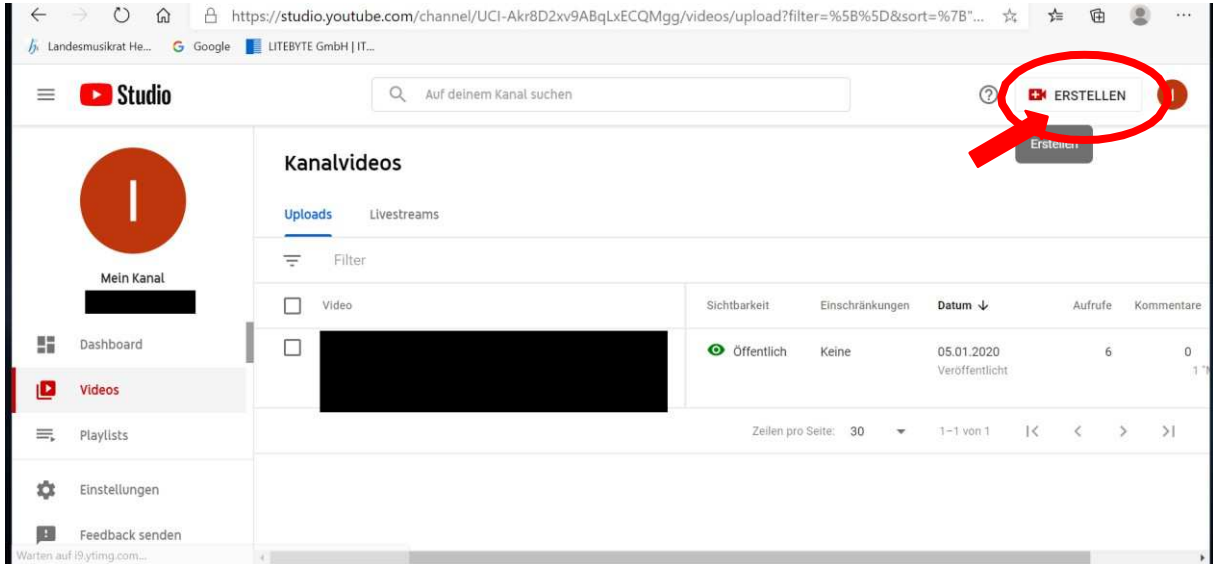 https://studio.youtube.com/channel/UCI-Akr8D2xv9ABqLxECQMgg/videos/upload?filter=%5B%5D&sort=%7B"...
Landesmusikrat He... G Google LITEBYTE GmbH | IT...
Studio
Auf deinem Kanal suchen
ERSTELLEN
I
Erstellen
I
Mein Kanal
Kanalvideos
Uploads Livestreams
Filter
Video Sichtbarkeit Einschränkungen Datum Aufrufe Kommentare
Öffentlich Keine 05.01.2020 6 0
Veröffentlicht 1 "M
Zeilen pro Seite: 30 1–1 von 1
Dashboard
Videos
Playlists
Einstellungen
Feedback senden
Warten auf i9.ytimg.com...